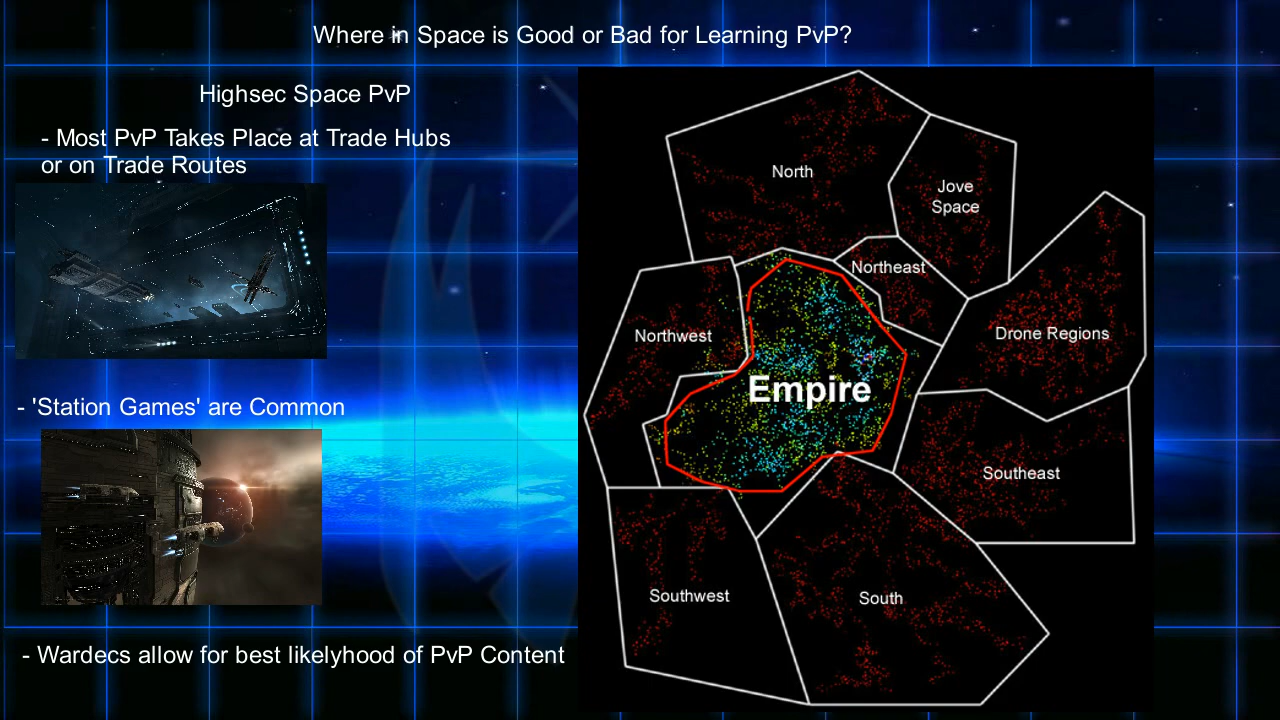 Where in Space is Good or Bad for Learning PvP?
Highsec Space PvP
- Most PvP Takes Place at Trade Hubs
or on Trade Routes
- 'Station Games' are Common
- Wardecs allow for best likelyhood of PvP Content
North
Jove
Space
Northeast
Northwest
Drone Regions
Empire
Southeast
Southwest
South